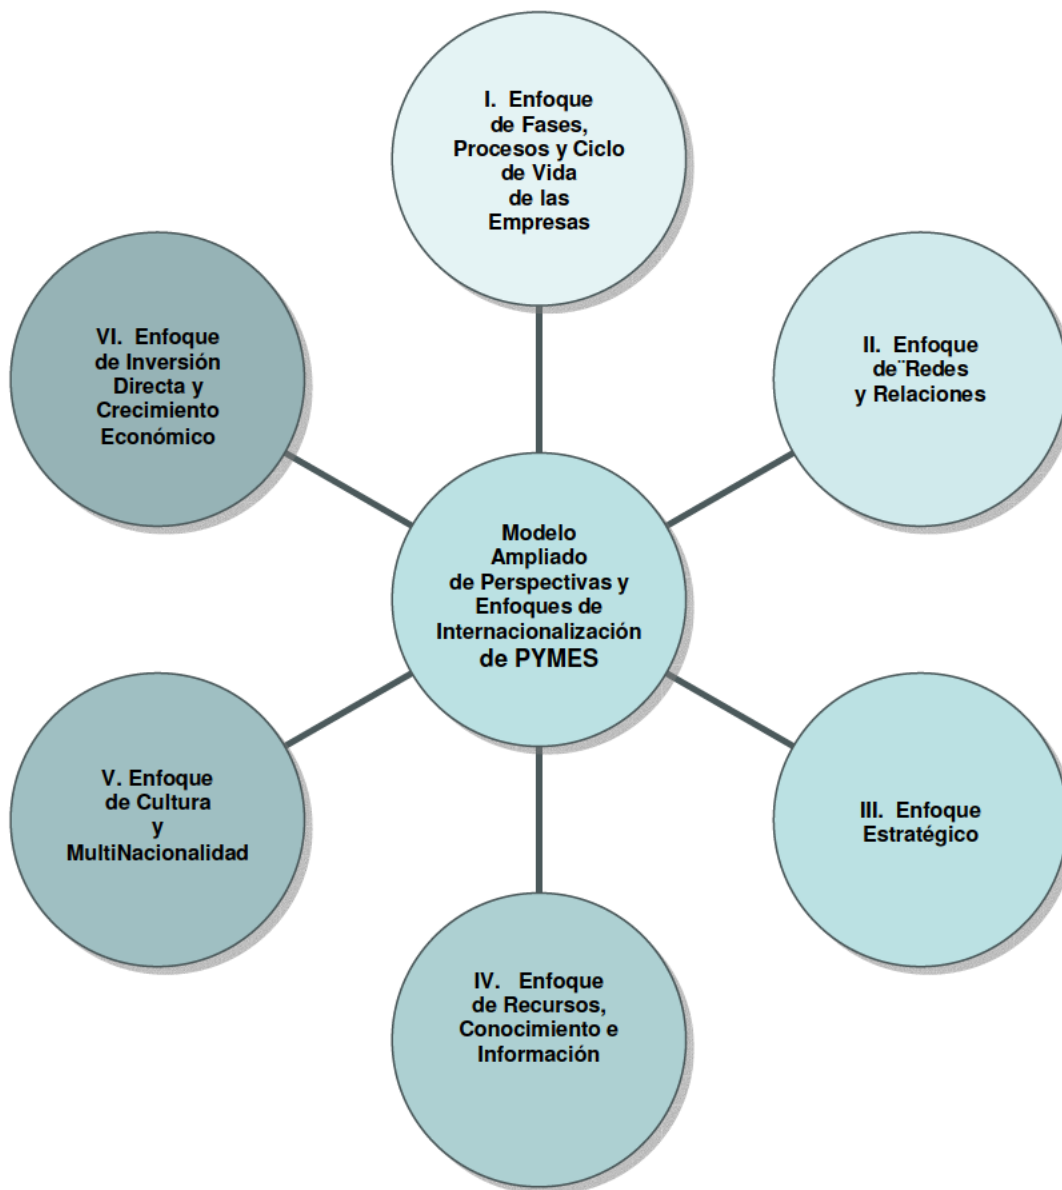 I. Enfoque
de Fases,
Procesos y Ciclo
de Vida
de las
Empresas
II. Enfoque
de¨Redes
y Relaciones
III. Enfoque
Estratégico
IV. Enfoque
de Recursos,
Conocimiento e
Información
V. Enfoque
de Cultura
y
MultiNacionalidad
VI. Enfoque
de Inversión
Directa y
Crecimiento
Económico
Modelo
Ampliado
de Perspectivas y
Enfoques de
Internacionalización
de PYMES